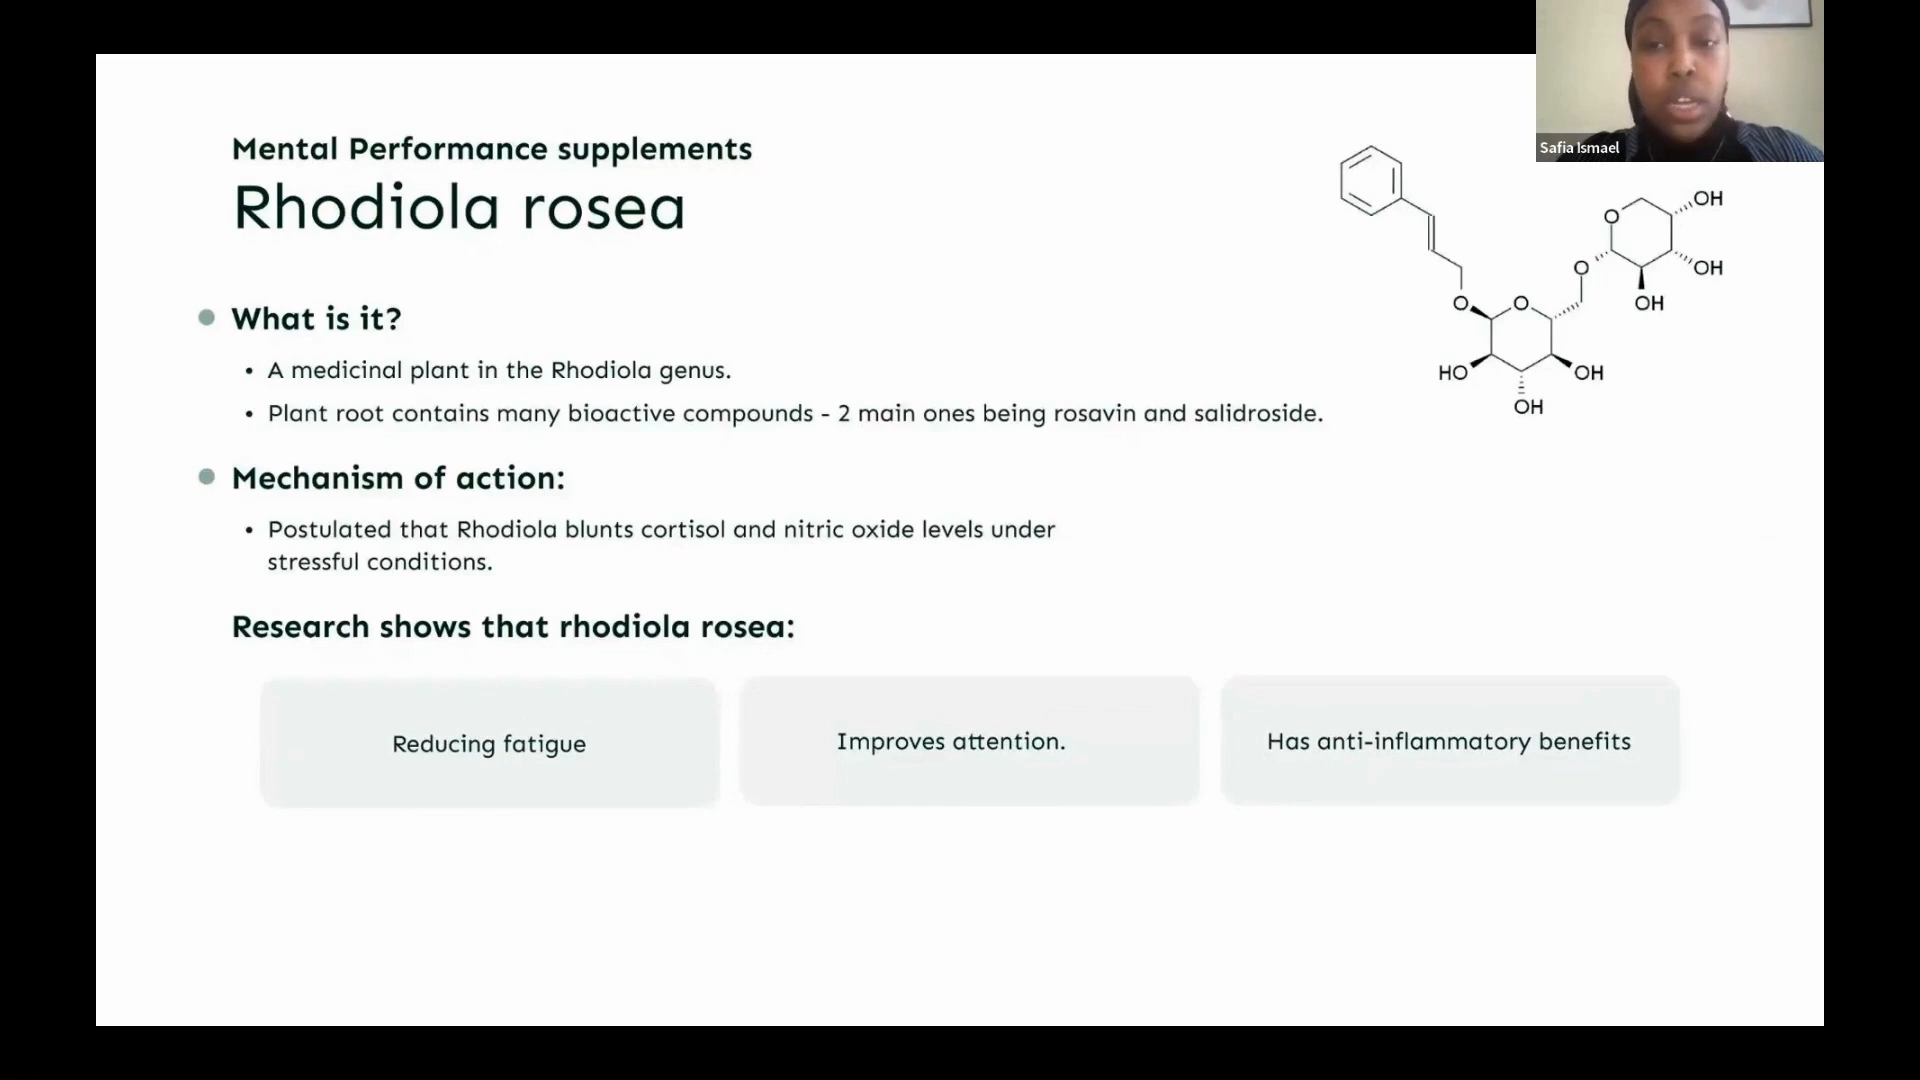 Mental Performance supplements
Rhodiola rosea
Safia Ismael
What is it?
• A medicinal plant in the Rhodiola genus.
• Plant root contains many bioactive compounds - 2 main ones being rosavin and salidroside.
O
OH
O
OH
OH
O
O
HO
OH
OH
Mechanism of action:
• Postulated that Rhodiola blunts cortisol and nitric oxide levels under
stressful conditions.
Research shows that rhodiola rosea:
Reducing fatigue
Improves attention.
Has anti-inflammatory benefits